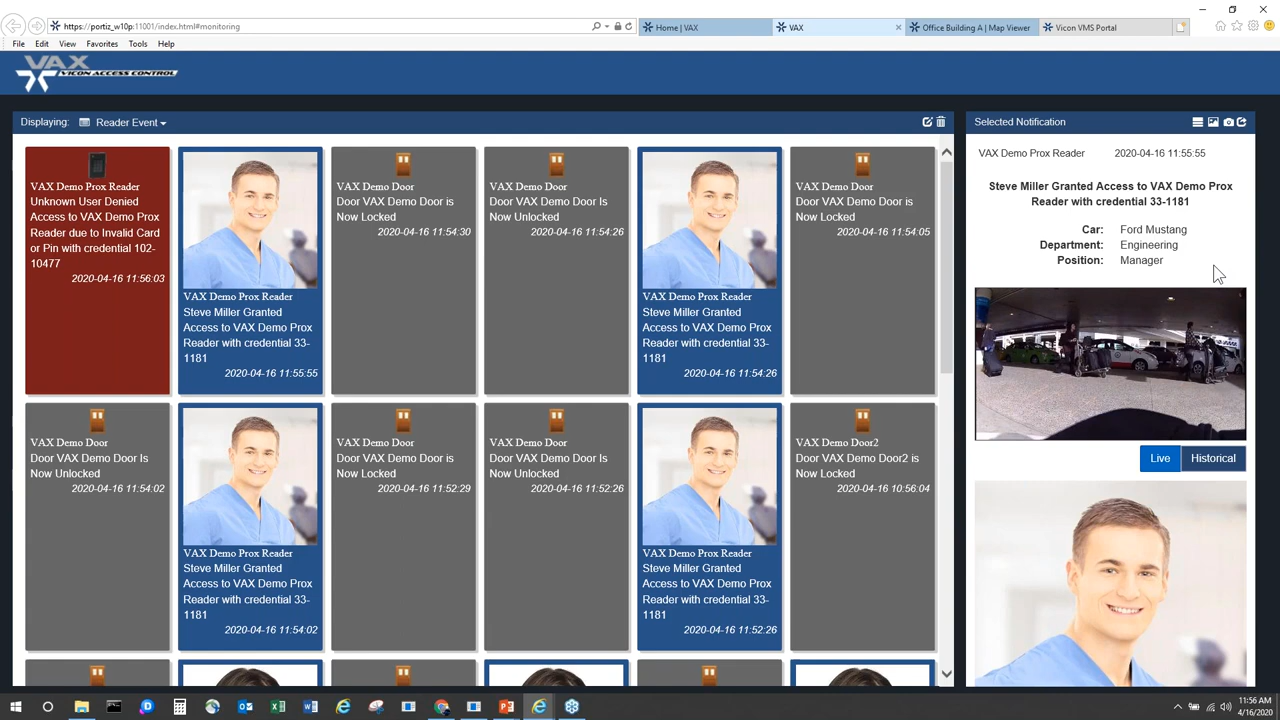 https://portiz_w10p:11001/index.html#monitoring
Home | VAX
VAX
Office Building A | Map Viewer
Vicon VMS Portal
File Edit View Favorites Tools Help
VAX
VICON ACCESS CONTROL
Displaying: Reader Event
VAX Demo Prox Reader
Unknown User Denied
Access to VAX Demo Prox
Reader due to Invalid Card
or Pin with credential 102-
10477
2020-04-16 11:56:03
VAX Demo Prox Reader
Steve Miller Granted
Access to VAX Demo Prox
Reader with credential 33-
1181
2020-04-16 11:55:55
VAX Demo Door
Door VAX Demo Door is
Now Locked
2020-04-16 11:54:30
VAX Demo Door
Door VAX Demo Door Is
Now Unlocked
2020-04-16 11:54:26
VAX Demo Prox Reader
Steve Miller Granted
Access to VAX Demo Prox
Reader with credential 33-
1181
2020-04-16 11:54:26
VAX Demo Door
Door VAX Demo Door is
Now Locked
2020-04-16 11:54:05
VAX Demo Door
Door VAX Demo Door Is
Now Unlocked
2020-04-16 11:54:02
VAX Demo Prox Reader
Steve Miller Granted
Access to VAX Demo Prox
Reader with credential 33-
1181
2020-04-16 11:54:02
VAX Demo Door
Door VAX Demo Door is
Now Locked
2020-04-16 11:52:29
VAX Demo Door
Door VAX Demo Door Is
Now Unlocked
2020-04-16 11:52:26
VAX Demo Prox Reader
Steve Miller Granted
Access to VAX Demo Prox
Reader with credential 33-
1181
2020-04-16 11:52:26
VAX Demo Door2
Door VAX Demo Door2 is
Now Locked
2020-04-16 10:56:04
Selected Notification
VAX Demo Prox Reader 2020-04-16 11:55:55
Steve Miller Granted Access to VAX Demo Prox
Reader with credential 33-1181
Car: Ford Mustang
Department: Engineering
Position: Manager
Live Historical
11:56 AM
4/16/2020